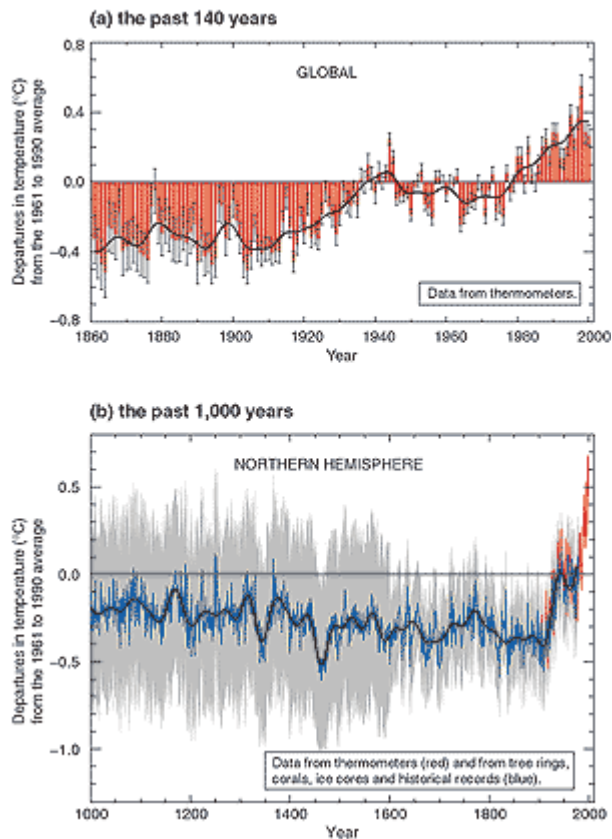 (a) the past 140 years
0.8
0.4
0.0
−0.4
−0.8
Departures in temperature (°C)
from the 1961 to 1990 average
GLOBAL
Data from thermometers.
1860
1880
1900
1920
1940
1960
1980
2000
Year
(b) the past 1,000 years
0.5
0.0
−0.5
−1.0
Departures in temperature (°C)
from the 1961 to 1990 average
NORTHERN HEMISPHERE
Data from thermometers (red) and from tree rings,
corals, ice cores and historical records (blue).
1000
1200
1400
1600
1800
2000
Year